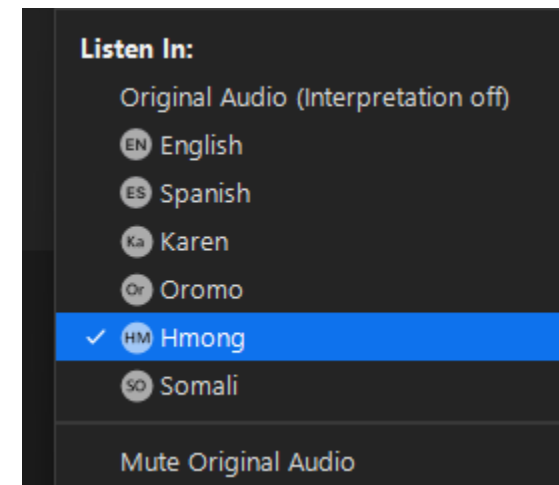 Listen In:
Original Audio (Interpretation off)
EN English
ES Spanish
Ka Karen
Or Oromo
HM Hmong
SO Somali
Mute Original Audio